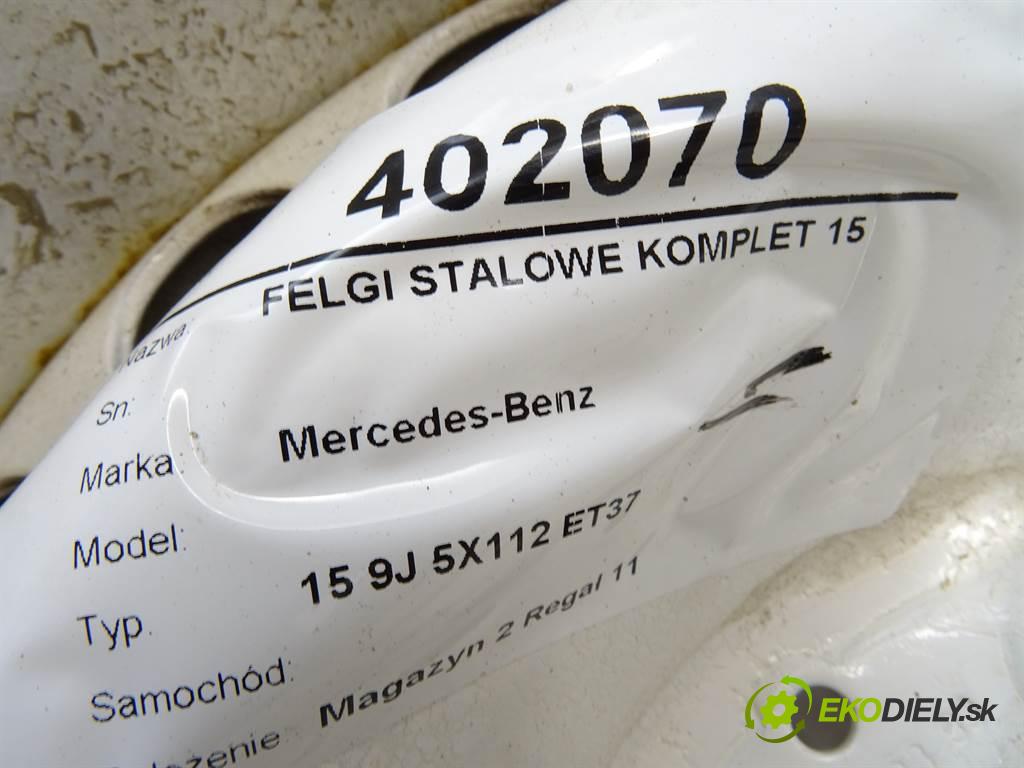 402070
FELGI STALOWE KOMPLET 15
Sn:
Marka: Mercedes-Benz
Model:
Typ 15 9J 5X112 ET37
Samochód:
Magazyn 2 Regal 11
EKODIELY.sk